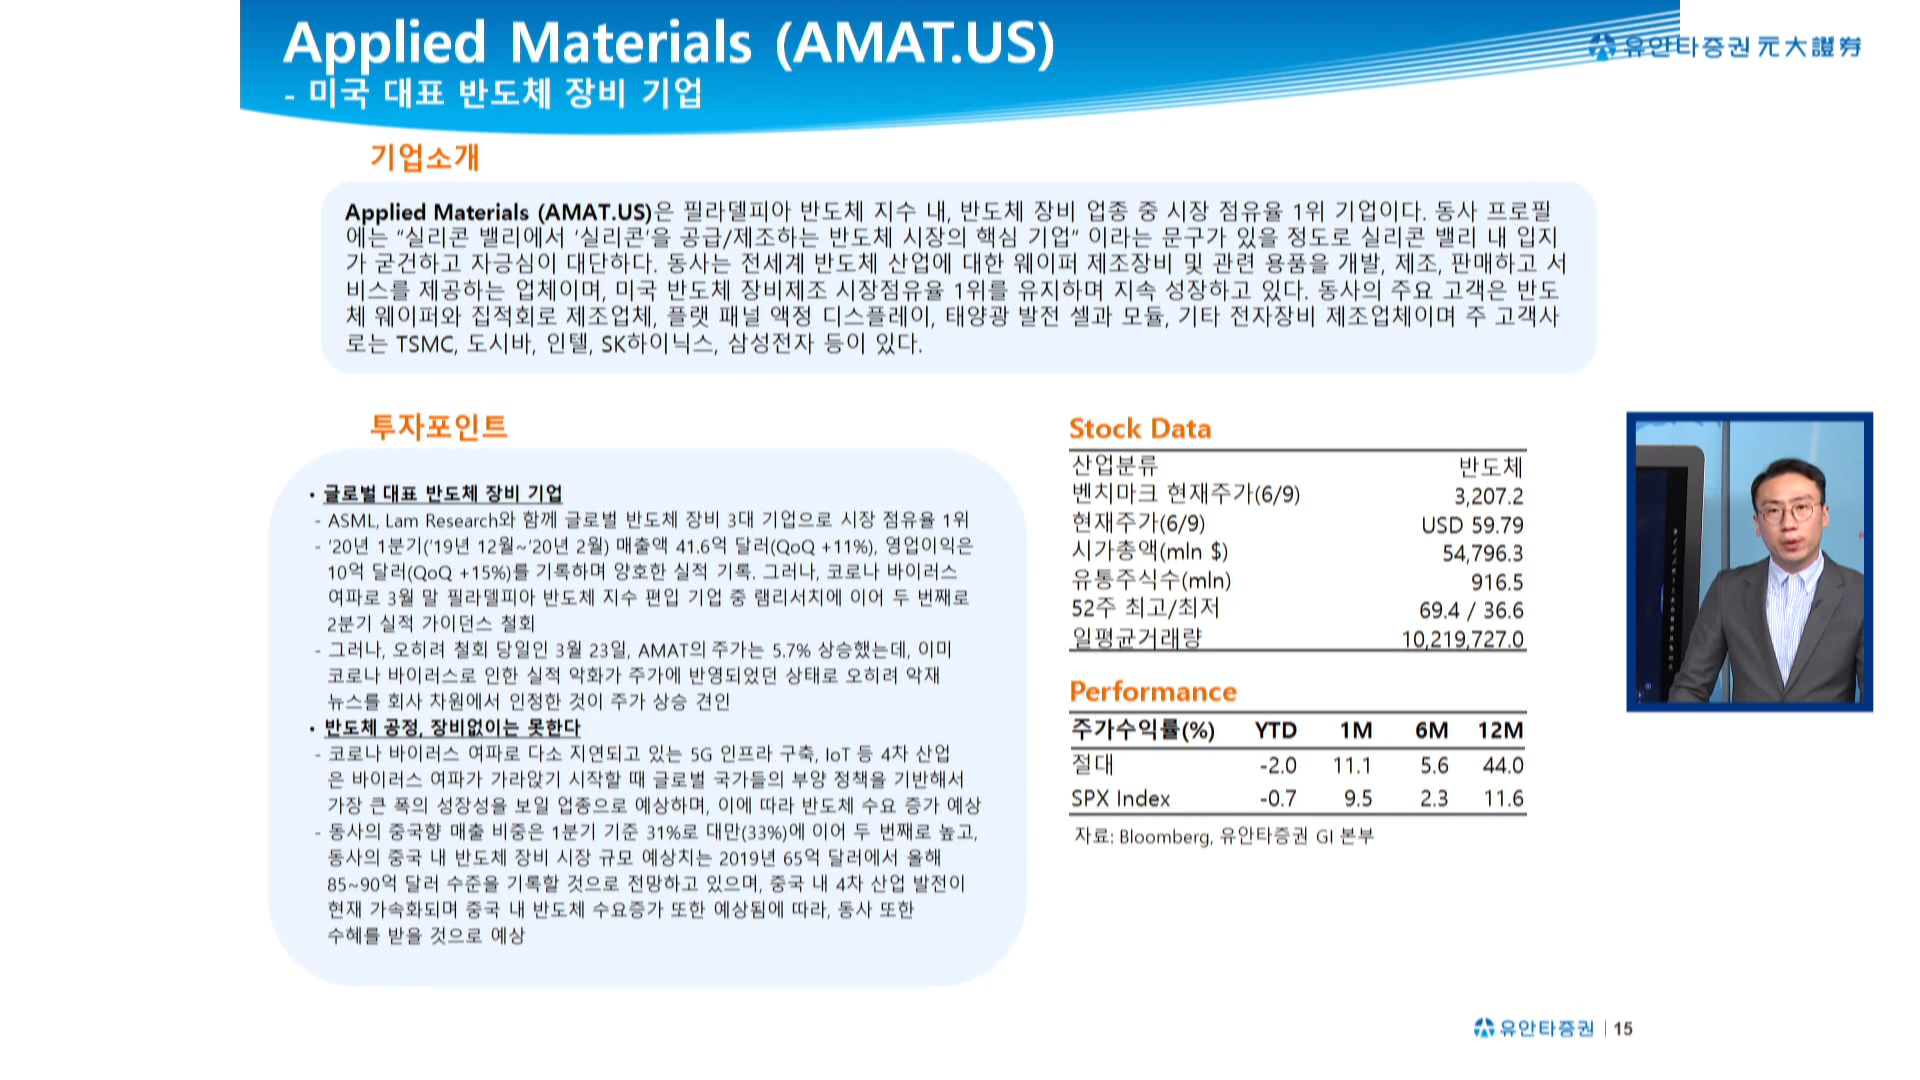 Applied Materials (AMAT.US)
- 미국 대표 반도체 장비 기업
유안타증권 元大證券
기업소개
Applied Materials (AMAT.US)은 필라델피아 반도체 지수 내, 반도체 장비 업종 중 시장 점유율 1위 기업이다. 동사 프로필
에는 “실리콘 밸리에서 ‘실리콘’을 공급/제조하는 반도체 시장의 핵심 기업” 이라는 문구가 있을 정도로 실리콘 밸리 내 입지
가 굳건하고 자긍심이 대단하다. 동사는 전세계 반도체 산업에 대한 웨이퍼 제조장비 및 관련 용품을 개발, 제조, 판매하고 서
비스를 제공하는 업체이며, 미국 반도체 장비제조 시장점유율 1위를 유지하며 지속 성장하고 있다. 동사의 주요 고객은 반도
체 웨이퍼와 집적회로 제조업체, 플랫 패널 액정 디스플레이, 태양광 발전 셀과 모듈, 기타 전자장비 제조업체이며 주 고객사
로는 TSMC, 도시바, 인텔, SK하이닉스, 삼성전자 등이 있다.
투자포인트
• 글로벌 대표 반도체 장비 기업
- ASML, Lam Research와 함께 글로벌 반도체 장비 3대 기업으로 시장 점유율 1위
- ’20년 1분기(’19년 12월~’20년 2월) 매출액 41.6억 달러(QoQ +11%), 영업이익은
10억 달러(QoQ +15%)를 기록하며 양호한 실적 기록. 그러나, 코로나 바이러스
여파로 3월 말 필라델피아 반도체 지수 편입 기업 중 램리서치에 이어 두 번째로
2분기 실적 가이던스 철회
- 그러나, 오히려 철회 당일인 3월 23일, AMAT의 주가는 5.7% 상승했는데, 이미
코로나 바이러스로 인한 실적 악화가 주가에 반영되었던 상태로 오히려 악재
뉴스를 회사 차원에서 인정한 것이 주가 상승 견인
• 반도체 공정, 장비없이는 못한다
- 코로나 바이러스 여파로 다소 지연되고 있는 5G 인프라 구축, IoT 등 4차 산업
은 바이러스 여파가 가라앉기 시작할 때 글로벌 국가들의 부양 정책을 기반해서
가장 큰 폭의 성장성을 보일 업종으로 예상하며, 이에 따라 반도체 수요 증가 예상
- 동사의 중국향 매출 비중은 1분기 기준 31%로 대만(33%)에 이어 두 번째로 높고,
동사의 중국 내 반도체 장비 시장 규모 예상치는 2019년 65억 달러에서 올해
85~90억 달러 수준을 기록할 것으로 전망하고 있으며, 중국 내 4차 산업 발전이
현재 가속화되며 중국 내 반도체 수요증가 또한 예상됨에 따라, 동사 또한
수혜를 받을 것으로 예상
Stock Data
산업분류 반도체
벤치마크 현재주가(6/9) 3,207.2
현재주가(6/9) USD 59.79
시가총액(mln $) 54,796.3
유통주식수(mln) 916.5
52주 최고/최저 69.4 / 36.6
일평균거래량 10,219,727.0
Performance
주가수익률(%) YTD 1M 6M 12M
절대 -2.0 11.1 5.6 44.0
SPX Index -0.7 9.5 2.3 11.6
자료: Bloomberg, 유안타증권 GI 본부
유안타증권 | 15